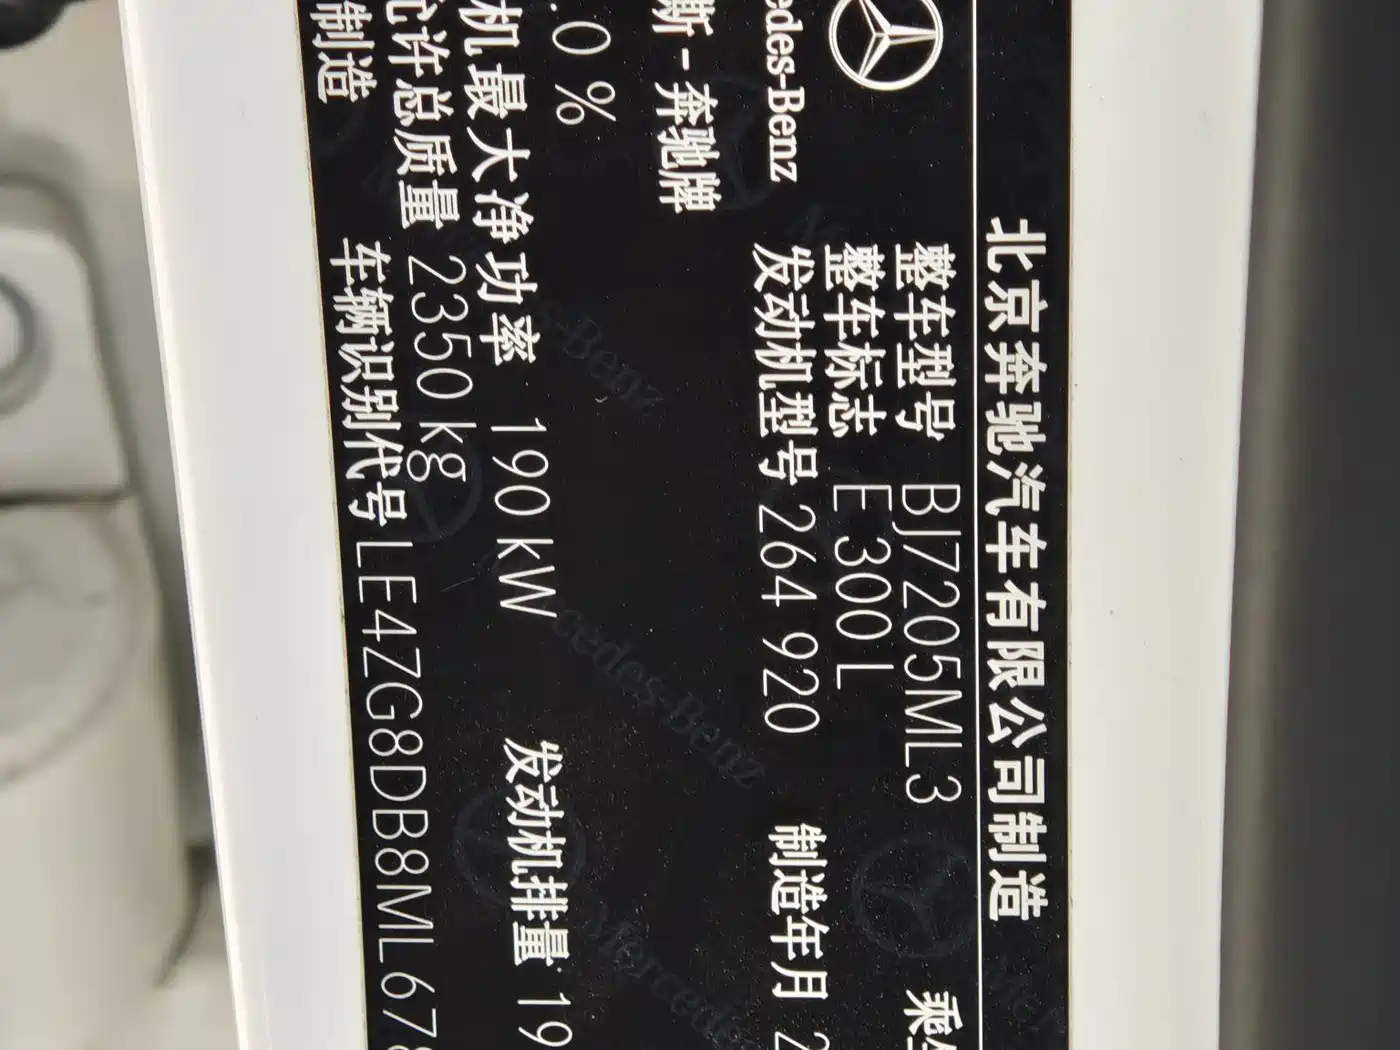 北京奔驰汽车有限公司制造
整车型号 BJ7205ML3
整车标志 E 300 L
edes-Benz 发动机型号 264 920 制造年月 2
斯-奔驰牌
.0 %
机最大净功率 190 kW 发动机排量 19
许总质量 2350 kg
制造 车辆识别代号 LE4ZG8DB8ML678